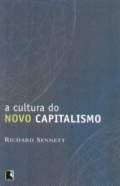 a cultura do
NOVO CAPITALISMO
RICHARD SENNETT